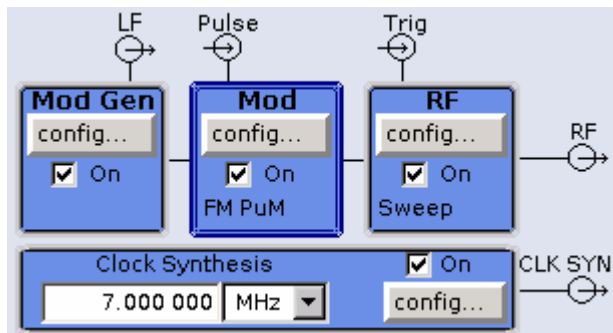 LF Pulse Trig
Mod Gen Mod RF
config... config... config... RF
On On On
FM PuM Sweep
Clock Synthesis On CLK SYN
7.000 000 MHz config...